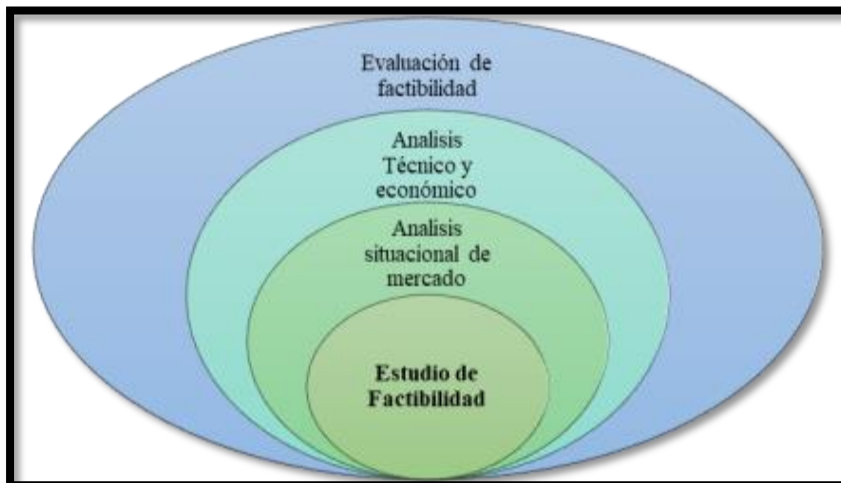 Evaluación de
factibilidad
Analisis
Técnico y
económico
Analisis
situacional de
mercado
Estudio de
Factibilidad